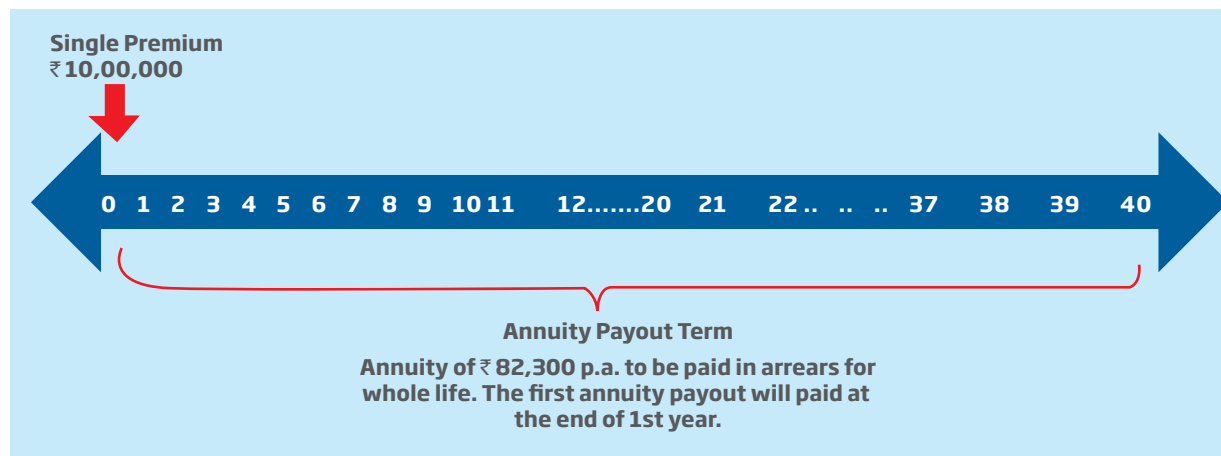 Single Premium
₹10,00,000
0 1 2 3 4 5 6 7 8 9 10 11 12.......20 21 22 .. .. .. 37 38 39 40
Annuity Payout Term
Annuity of ₹ 82,300 p.a. to be paid in arrears for
whole life. The first annuity payout will paid at
the end of 1st year.